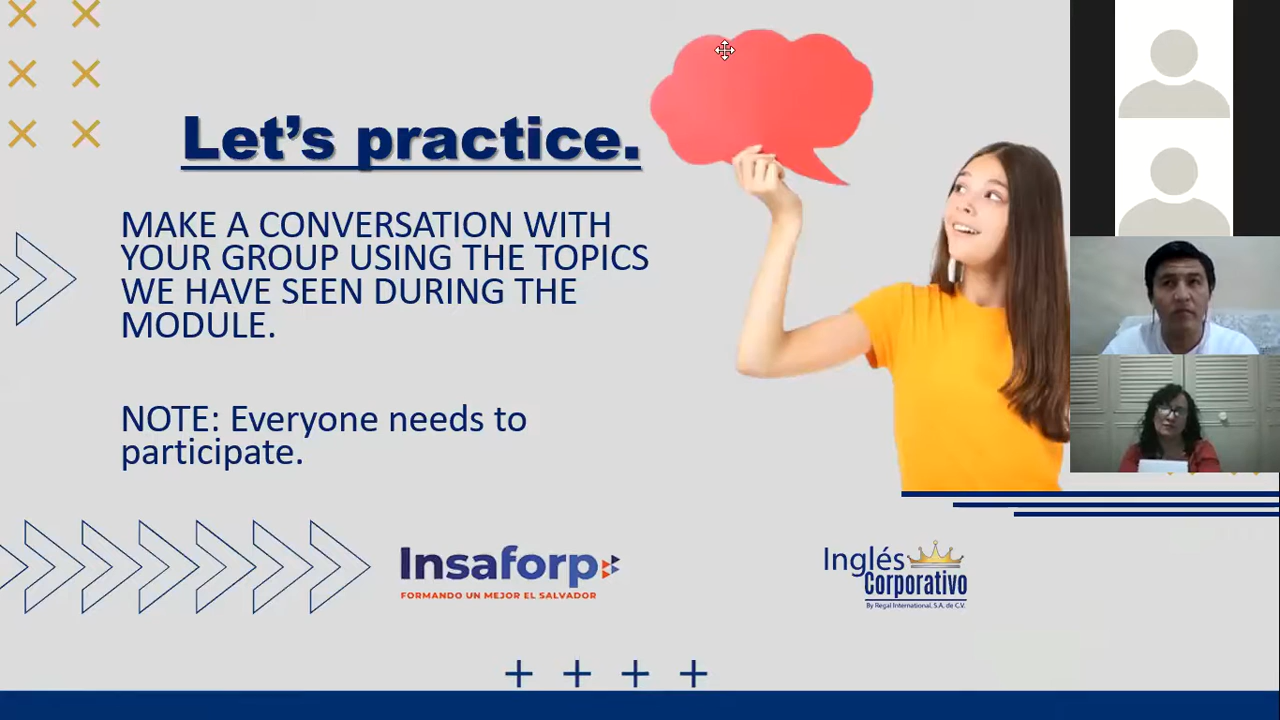 Let's practice.
MAKE A CONVERSATION WITH
YOUR GROUP USING THE TOPICS
WE HAVE SEEN DURING THE
MODULE.
NOTE: Everyone needs to
participate.
Insaforp
FORMANDO UN MEJOR EL SALVADOR
Inglés
Corporativo
By Regal International, S.A. de C.V.